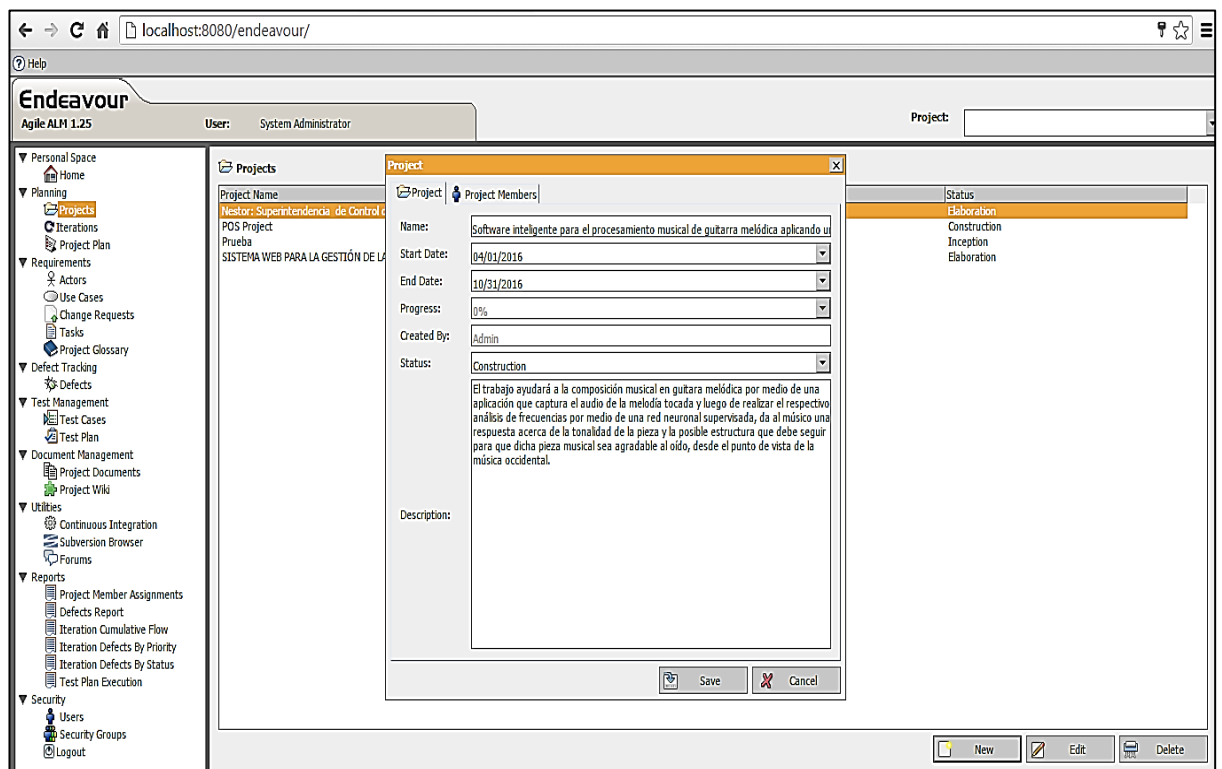 localhost:8080/endeavour/
Help
Endeavour
Agile ALM 1.25
User: System Administrator
Project:
Personal Space
Home
Planning
Projects
Iterations
Project Plan
Requirements
Actors
Use Cases
Change Requests
Tasks
Project Glossary
Defect Tracking
Defects
Test Management
Test Cases
Test Plan
Document Management
Project Documents
Project Wiki
Utilities
Continuous Integration
Subversion Browser
Forums
Reports
Project Member Assignments
Defects Report
Iteration Cumulative Flow
Iteration Defects By Priority
Iteration Defects By Status
Test Plan Execution
Security
Users
Security Groups
Logout
Projects
Project Name Status
Nestor: Superintendencia de Control Elaboration
POS Project Construction
Prueba Inception
SISTEMA WEB PARA LA GESTIÓN DE LA Elaboration
Project
Project Project Members
Name: Software inteligente para el procesamiento musical de guitarra melódica aplicando
Start Date: 04/01/2016
End Date: 10/31/2016
Progress: 0%
Created By: Admin
Status: Construction
Description:
El trabajo ayudará a la composición musical en guitara melódica por medio de una
aplicación que captura el audio de la melodía tocada y luego de realizar el respectivo
análisis de frecuencias por medio de una red neuronal supervisada, da al músico una
respuesta acerca de la tonalidad de la pieza y la posible estructura que debe seguir
para que dicha pieza musical sea agradable al oído, desde el punto de vista de la
música occidental.
Save Cancel
New Edit Delete